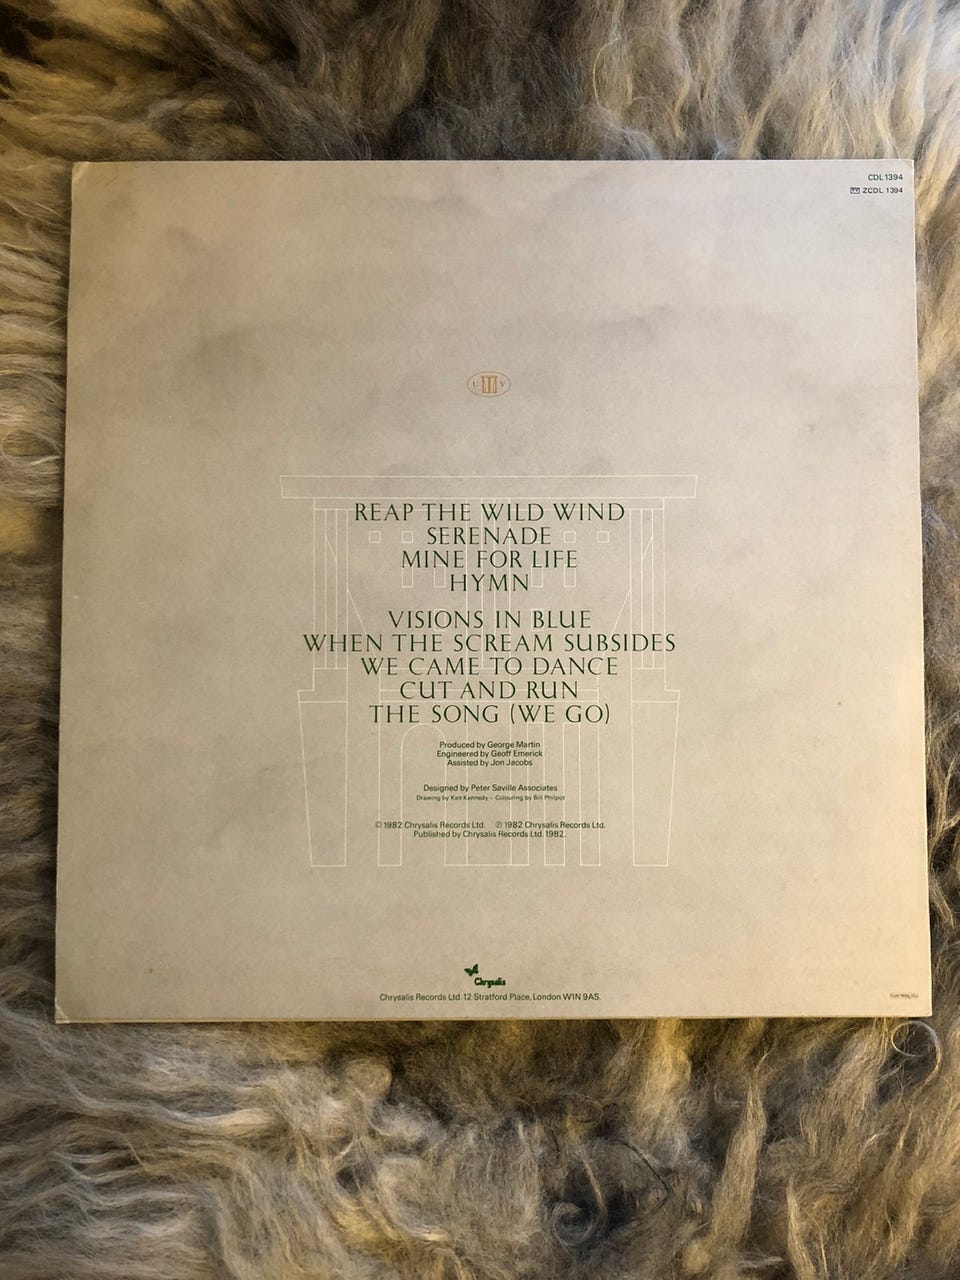 CDL 1394
ZCDL 1394
REAP THE WILD WIND
SERENADE
MINE FOR LIFE
HYMN
VISIONS IN BLUE
WHEN THE SCREAM SUBSIDES
WE CAME TO DANCE
CUT AND RUN
THE SONG (WE GO)
Produced by George Martin
Engineered by Geoff Emerick
Assisted by Jon Jacobs
Designed by Peter Saville Associates
Drawing by Ken Kennedy – Colouring by Bill Philpot
© 1982 Chrysalis Records Ltd. ℗ 1982 Chrysalis Records Ltd.
Published by Chrysalis Records Ltd. 1982.
Chrysalis
Chrysalis Records Ltd. 12 Stratford Place, London W1N 9AS.